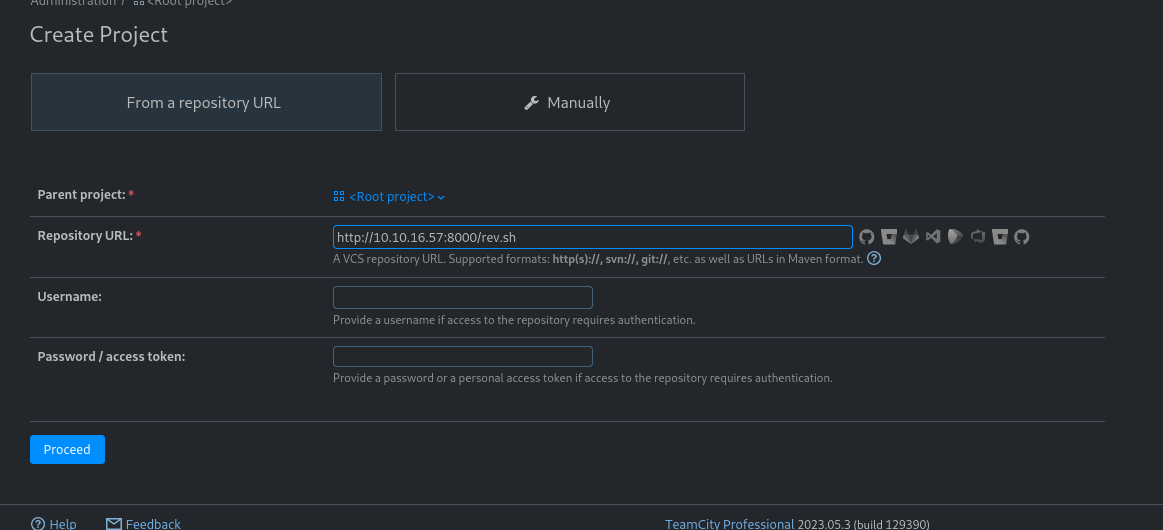 Administration / <Root project>
Create Project
From a repository URL
Manually
Parent project: *
<Root project>
Repository URL: *
http://10.10.16.57:8000/rev.sh
A VCS repository URL. Supported formats: http(s)://, svn://, git://, etc. as well as URLs in Maven format.
Username:
Provide a username if access to the repository requires authentication.
Password / access token:
Provide a password or a personal access token if access to the repository requires authentication.
Proceed
Help
Feedback
TeamCity Professional 2023.05.3 (build 129390)